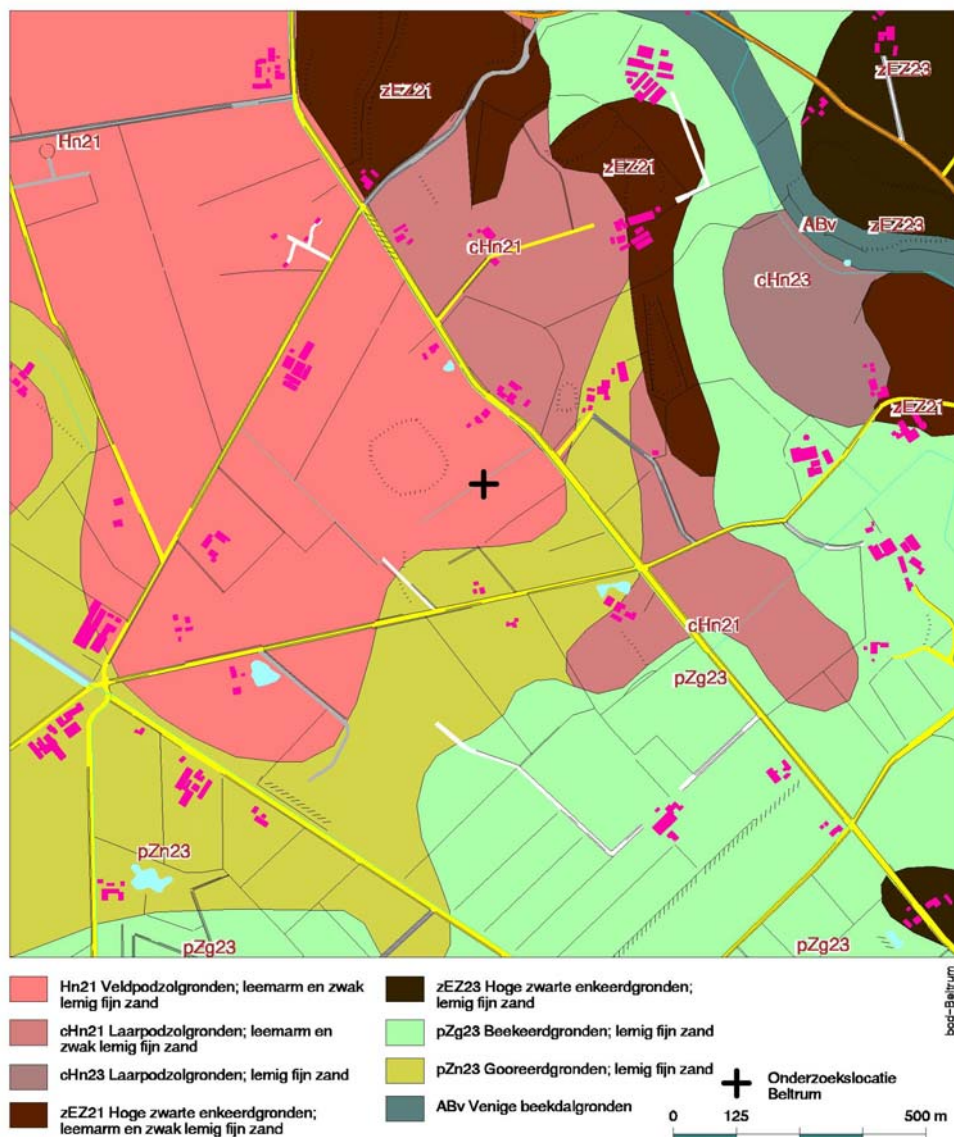 zEZ21
zEZ23
Hn21
zEZ21
ABv
zEZ23
cHn21
cHn23
zEZ21
cHn21
pZg23
pZn23
pZg23
pZg23
Hn21 Veldpodzolgronden; leemarm en zwak
lemig fijn zand
cHn21 Laarpodzolgronden; leemarm en
zwak lemig fijn zand
cHn23 Laarpodzolgronden; lemig fijn zand
zEZ21 Hoge zwarte enkeerdgronden;
leemarm en zwak lemig fijn zand
zEZ23 Hoge zwarte enkeerdgronden;
lemig fijn zand
pZg23 Beekeerdgronden; lemig fijn zand
pZn23 Gooreerdgronden; lemig fijn zand
ABv Venige beekdalgronden
Onderzoekslocatie
Beltrum
0 125 500 m
bod-Beltrum